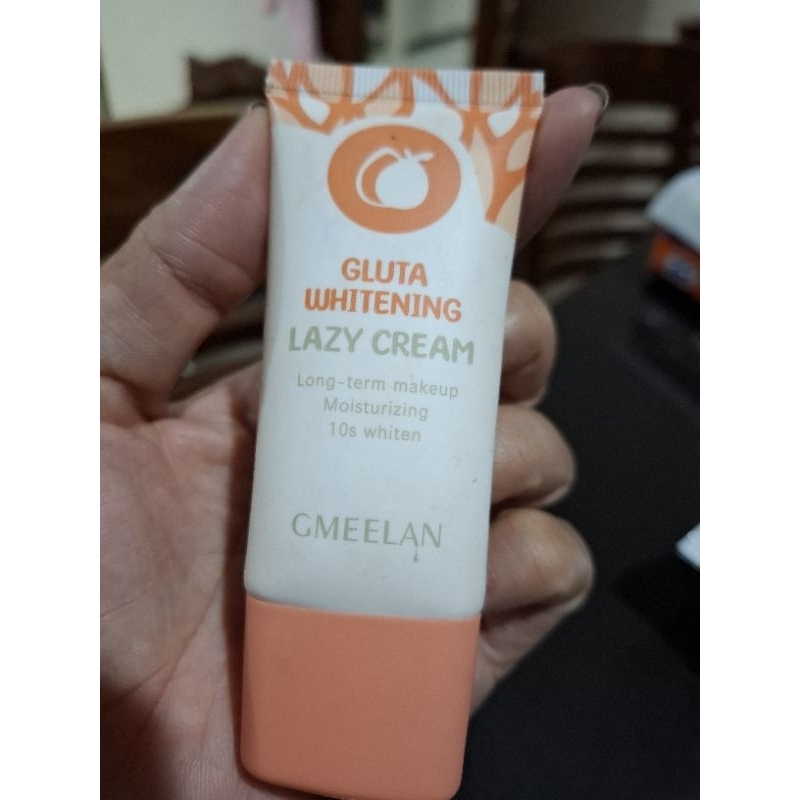 GLUTA
WHITENING
LAZY CREAM
Long-term makeup
Moisturizing
10s whiten
GMEELAN